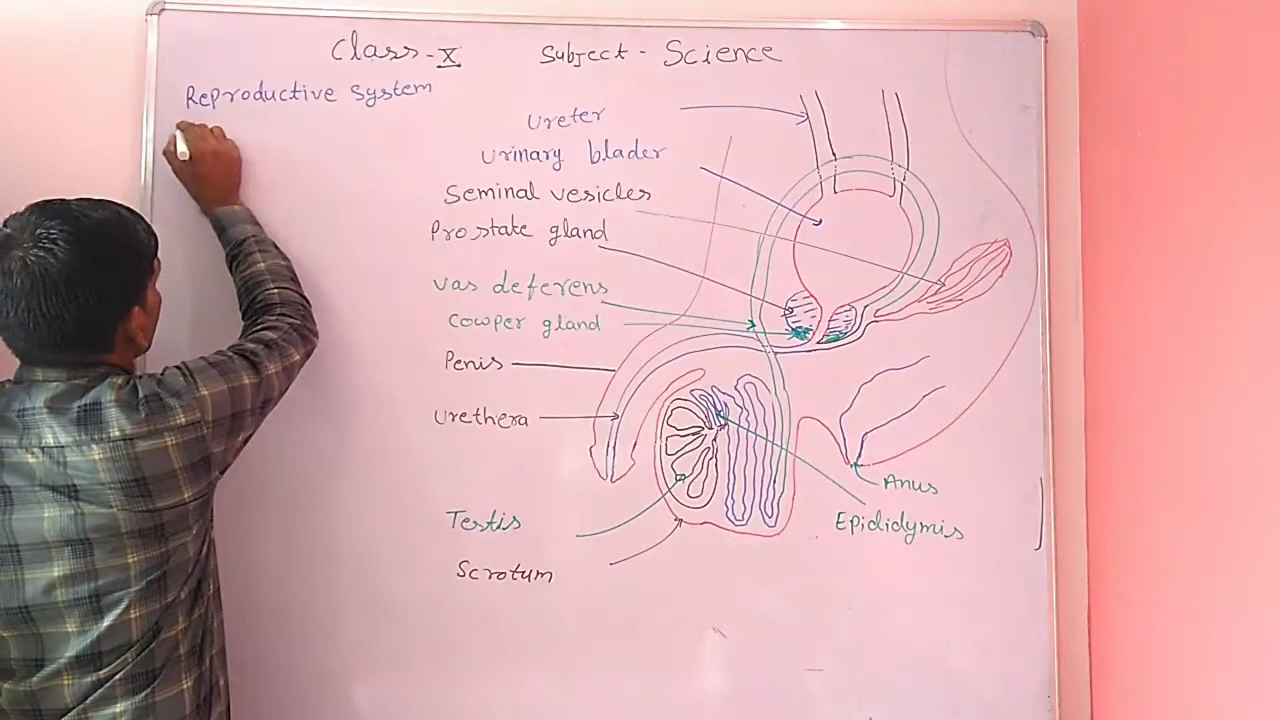 Class-X Subject - Science
Reproductive System
Ureter
Urinary blader
Seminal vesicles
Prostate gland
vas deferens
Cowper gland
Penis
Urethera
Anus
Testis
Epididymis
Scrotum